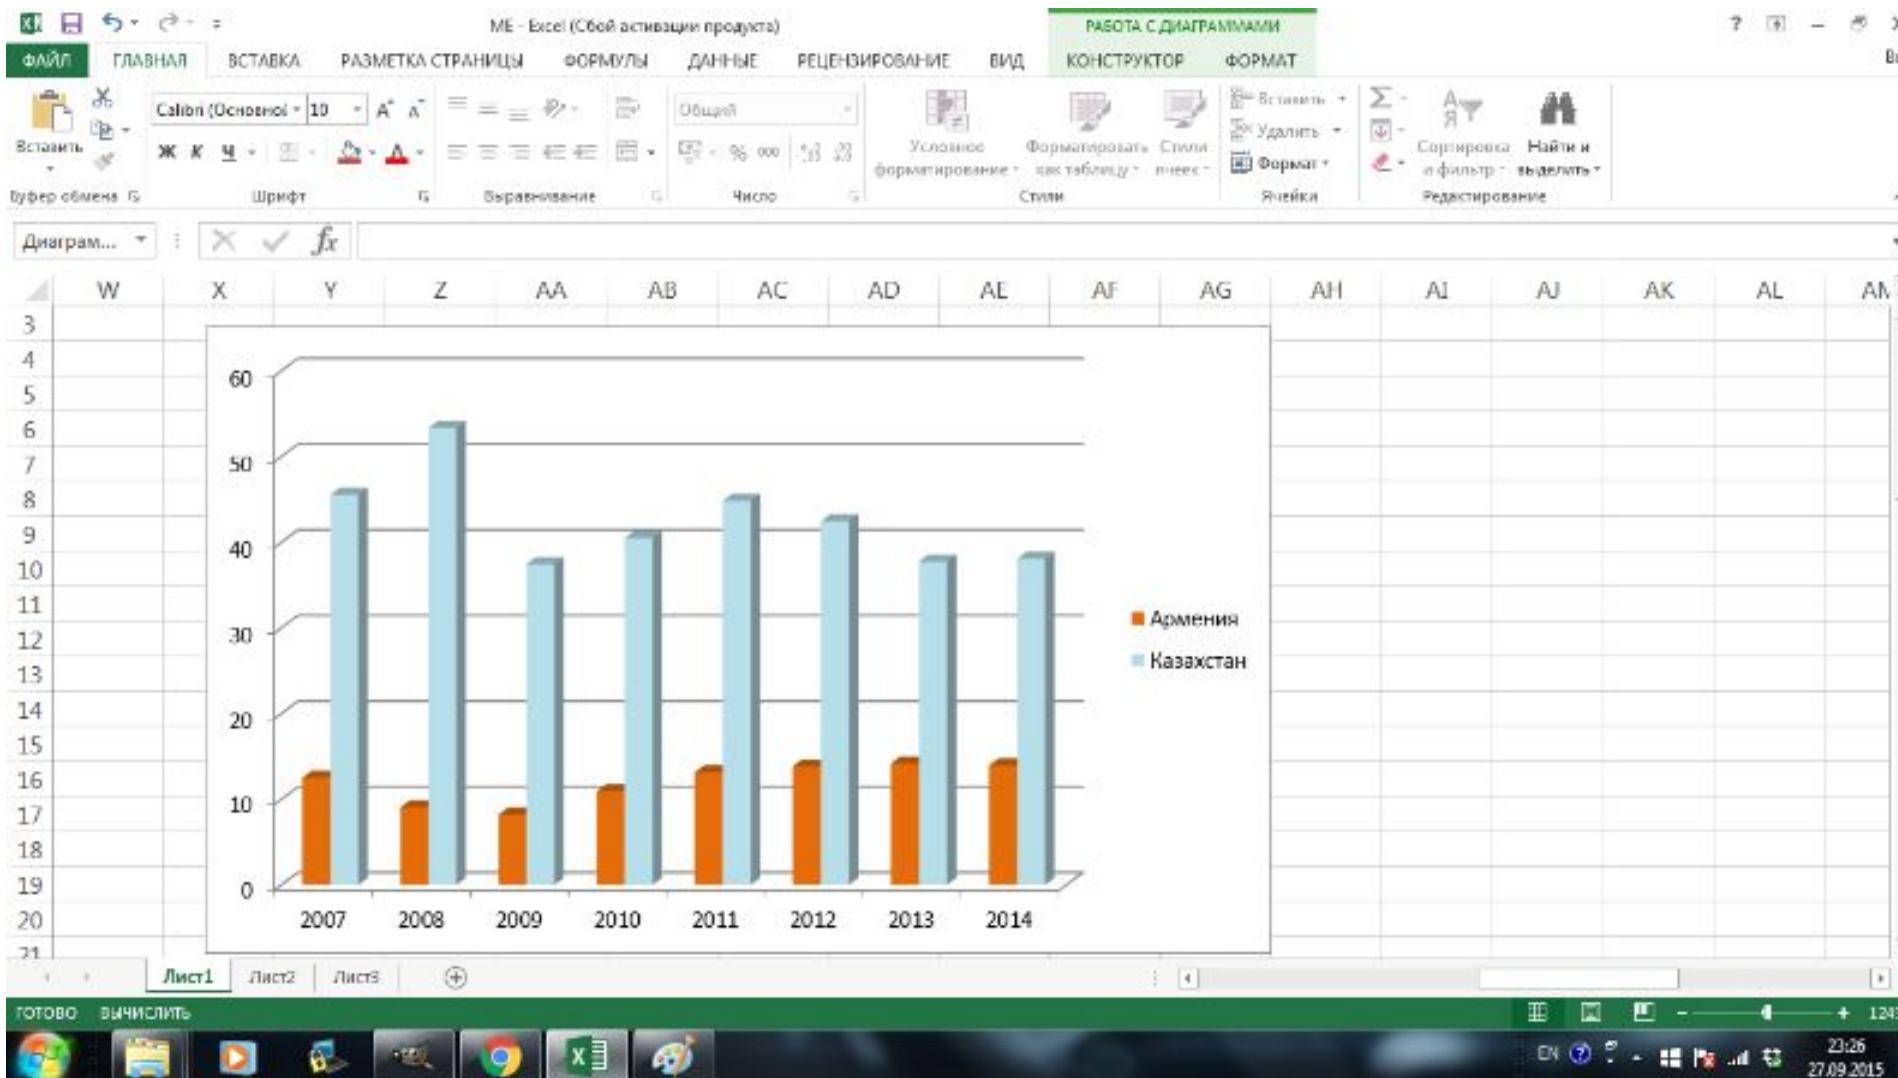 ME - Excel (Сбой активации продукта)
РАБОТА С ДИАГРАММАМИ
?
ФАЙЛ ГЛАВНАЯ ВСТАВКА РАЗМЕТКА СТРАНИЦЫ ФОРМУЛЫ ДАННЫЕ РЕЦЕНЗИРОВАНИЕ ВИД КОНСТРУКТОР ФОРМАТ
Вставить
Calibri (Основної 10
Ж К Ч
Общий
% 000
Условное форматирование
Форматировать как таблицу
Стили ячеек
Вставить
Удалить
Формат
Сортировка и фильтр
Найти и выделить
Буфер обмена Шрифт Выравнивание Число Стили Ячейки Редактирование
Диаграм... fx
W X Y Z AA AB AC AD AE AF AG AH AI AJ AK AL
3
4
5
6
7
8
9
10
11
12
13
14
15
16
17
18
19
20
21
60
50
40
30
20
10
0
2007 2008 2009 2010 2011 2012 2013 2014
Армения
Казахстан
Лист1 Лист2 Лист3
ГОТОВО ВЫЧИСЛИТЬ
EN
23:26
27.09.2015